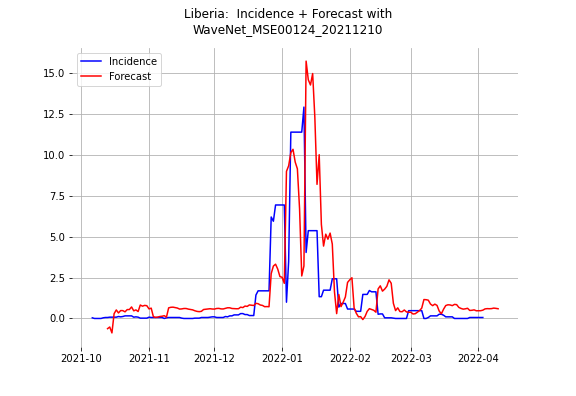 Liberia:  Incidence + Forecast with
WaveNet_MSE00124_20211210
Incidence
Forecast
15.0
12.5
10.0
7.5
5.0
2.5
0.0
2021-10 2021-11 2021-12 2022-01 2022-02 2022-03 2022-04